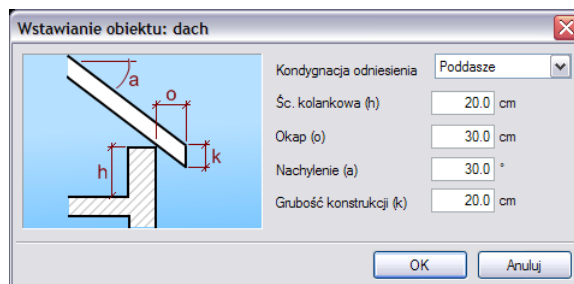 Wstawianie obiektu: dach
a
o
h
k
Kondygnacja odniesienia Poddasze
Śc. kolankowa (h) 20.0 cm
Okap (o) 30.0 cm
Nachylenie (a) 30.0 °
Grubość konstrukcji (k) 20.0 cm
OK Anuluj